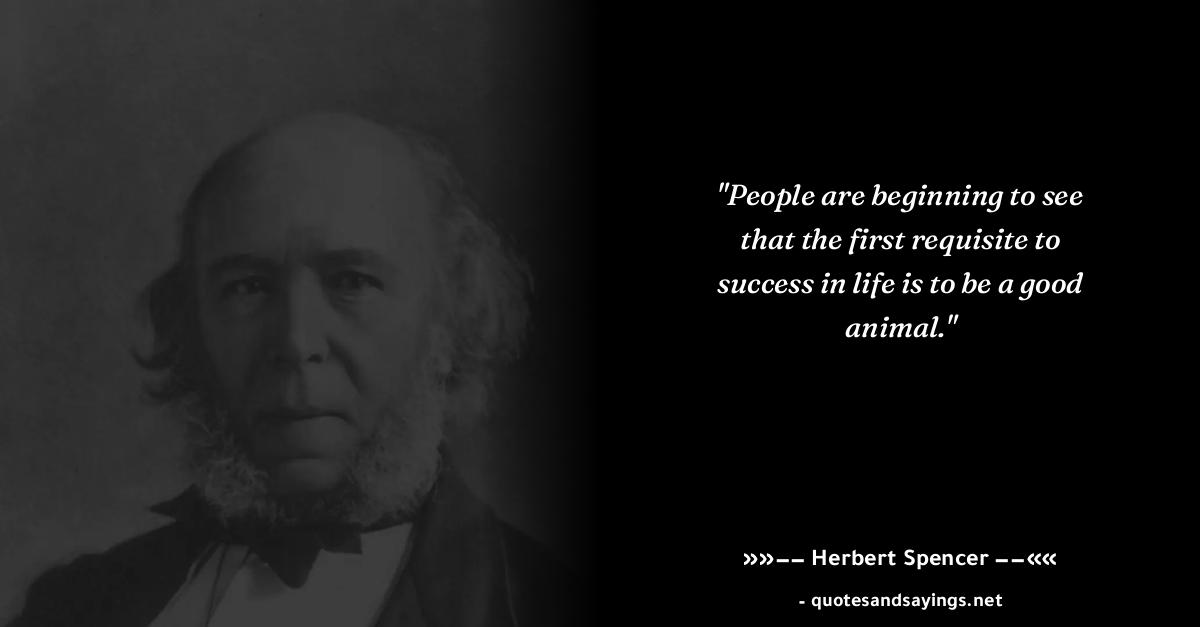 "People are beginning to see
that the first requisite to
success in life is to be a good
animal."
»»—— Herbert Spencer ——««
- quotesandsayings.net